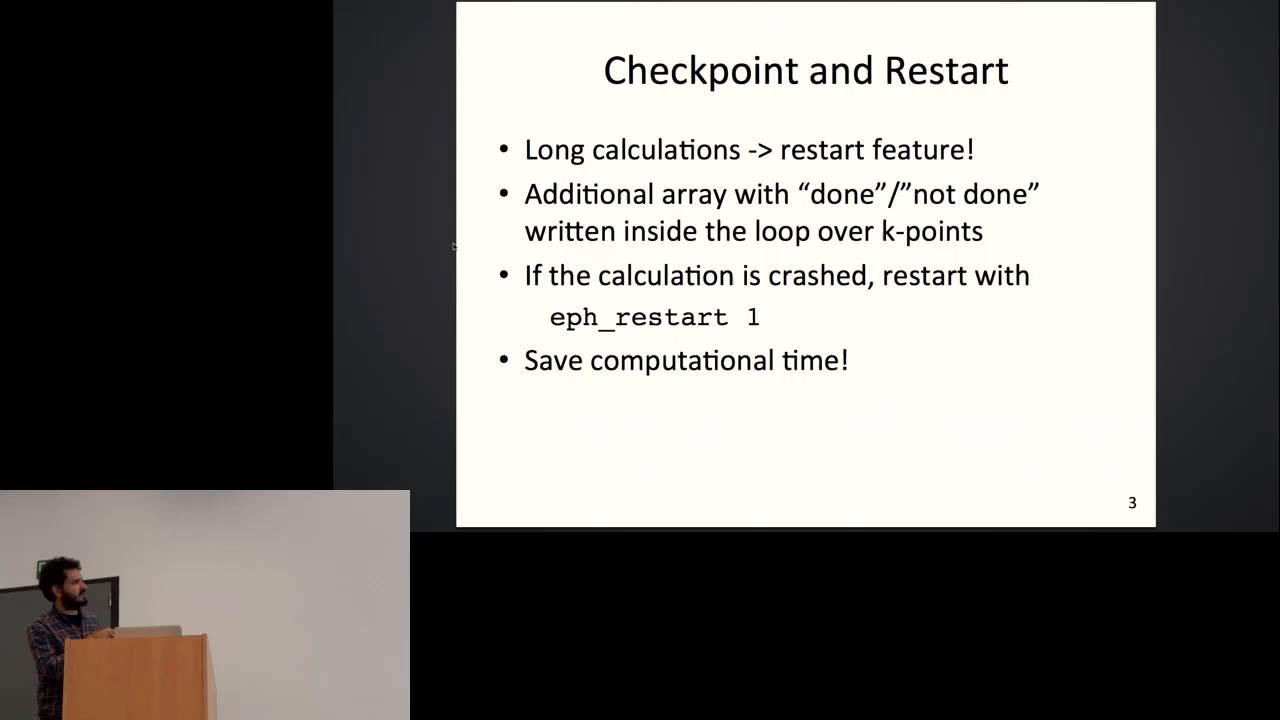 Checkpoint and Restart
• Long calculations -> restart feature!
• Additional array with “done”/”not done”
written inside the loop over k-points
• If the calculation is crashed, restart with
eph_restart 1
• Save computational time!
3